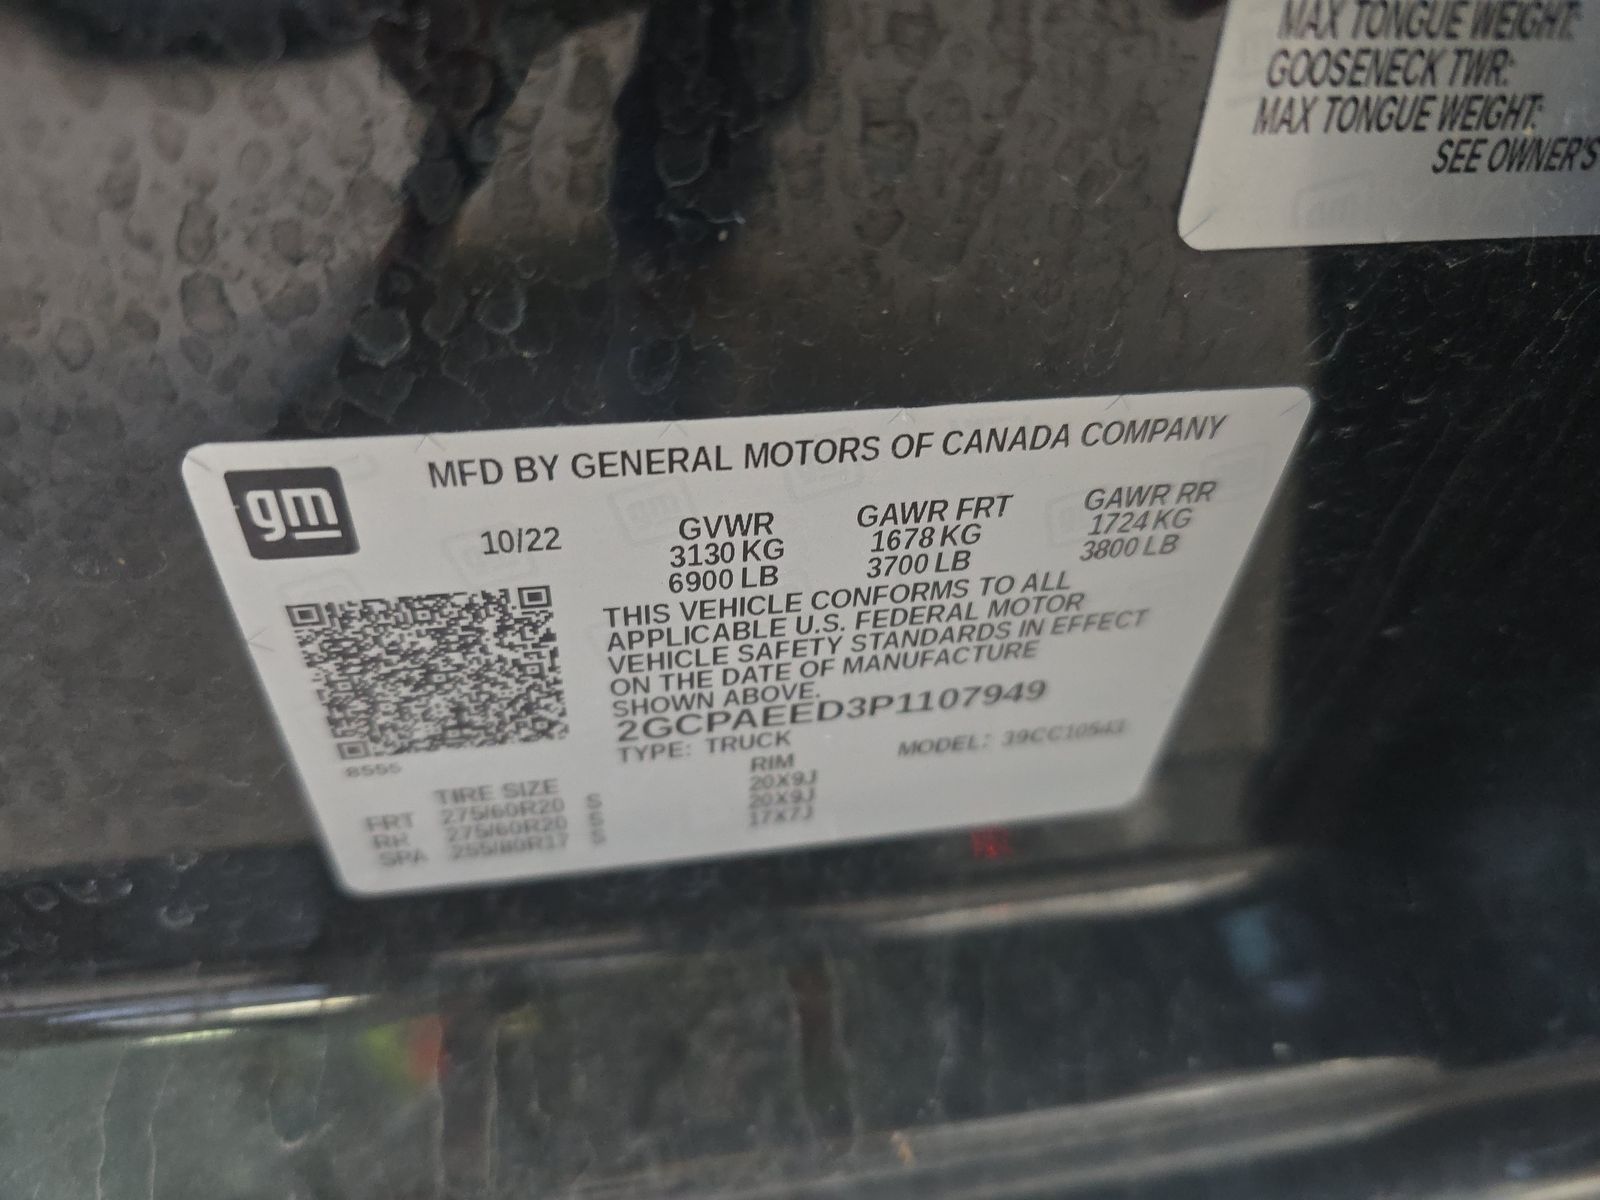 MAX TONGUE WEIGHT:
GOOSENECK TWR:
MAX TONGUE WEIGHT:
SEE OWNER'S
gm
MFD BY GENERAL MOTORS OF CANADA COMPANY
10/22 GVWR GAWR FRT GAWR RR
3130 KG 1678 KG 1724 KG
6900 LB 3700 LB 3800 LB
THIS VEHICLE CONFORMS TO ALL
APPLICABLE U.S. FEDERAL MOTOR
VEHICLE SAFETY STANDARDS IN EFFECT
ON THE DATE OF MANUFACTURE
SHOWN ABOVE.
2GCPAEED3P1107949
TYPE: TRUCK MODEL:
TIRE SIZE RIM
FRT 275/60R20 S 20X9J
RR 275/60R20 S 20X9J
SPA 255/80R17 S 17X7J